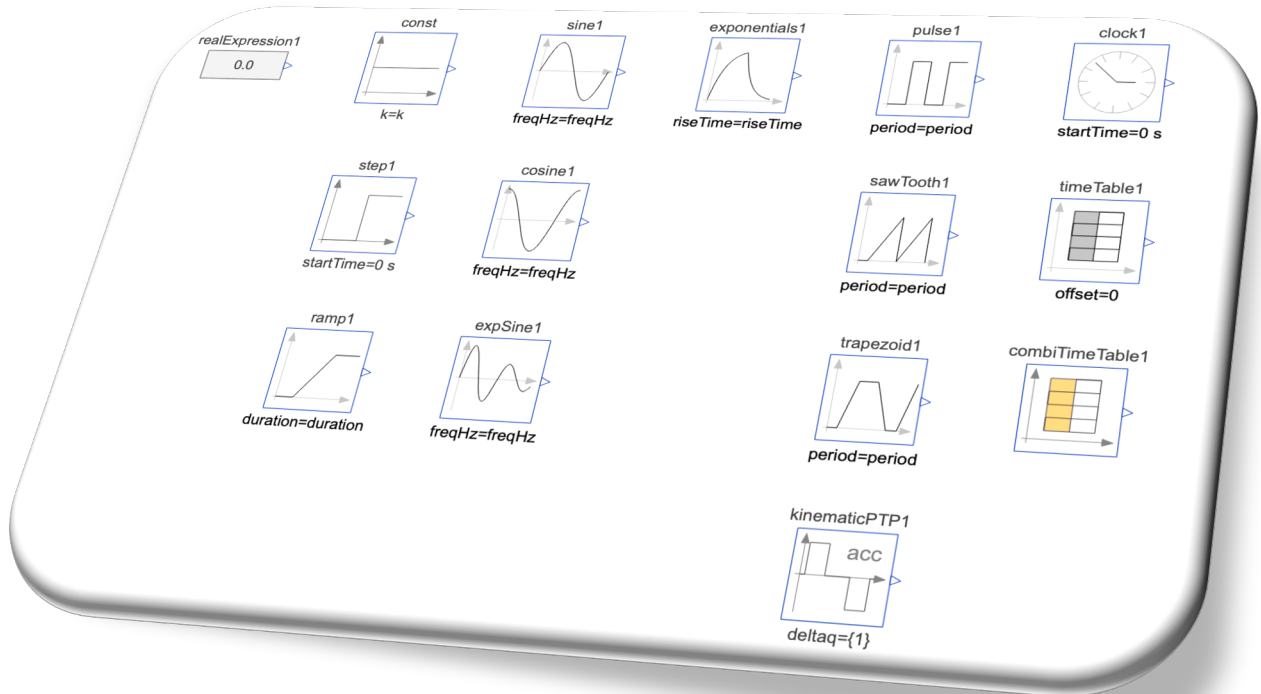 realExpression1
0.0
const
k=k
sine1
freqHz=freqHz
exponentials1
riseTime=riseTime
pulse1
period=period
clock1
startTime=0 s
step1
startTime=0 s
cosine1
freqHz=freqHz
sawTooth1
period=period
timeTable1
offset=0
ramp1
duration=duration
expSine1
freqHz=freqHz
trapezoid1
period=period
combiTimeTable1
kinematicPTP1
acc
deltaq={1}